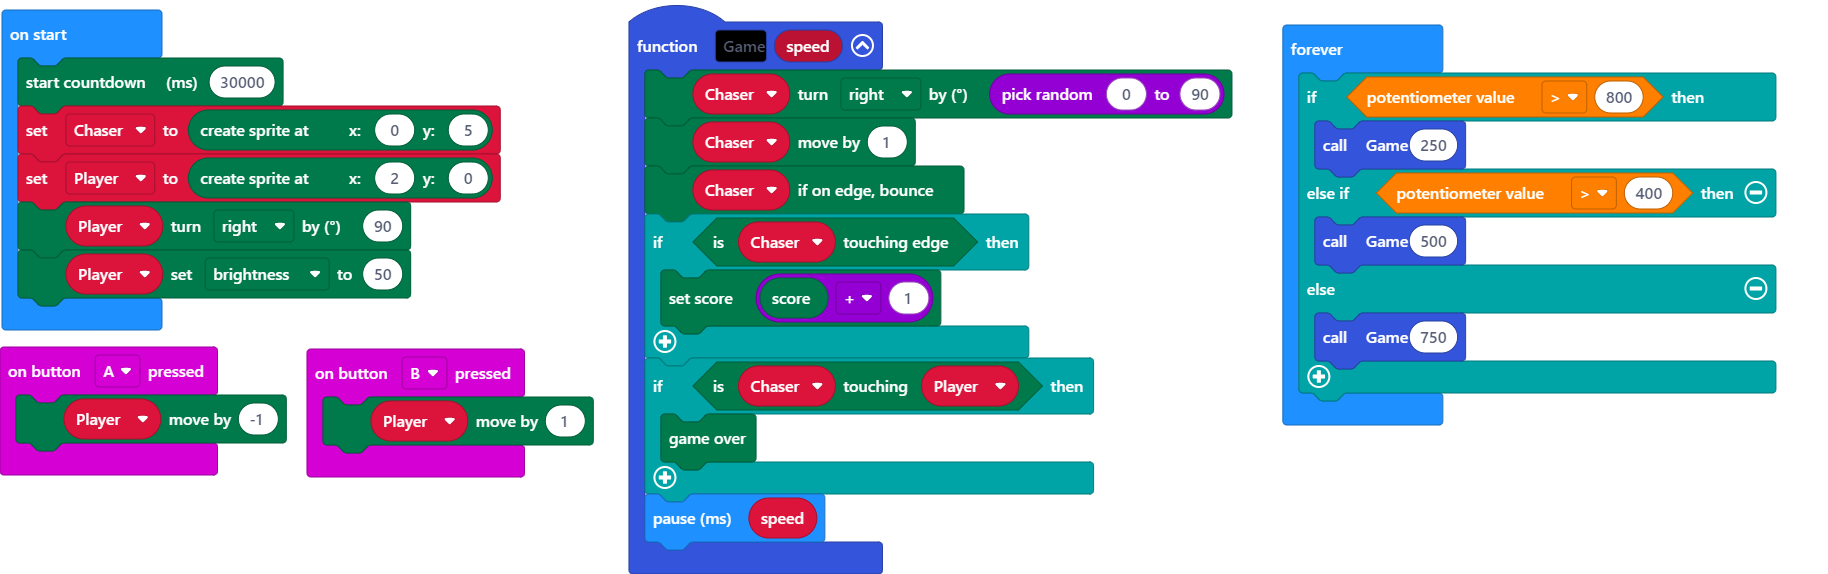 on start
start countdown (ms) 30000
set Chaser to create sprite at x: 0 y: 5
set Player to create sprite at x: 2 y: 0
Player turn right by (°) 90
Player set brightness to 50
on button A pressed
Player move by -1
on button B pressed
Player move by 1
function Game speed
Chaser turn right by (°) pick random 0 to 90
Chaser move by 1
Chaser if on edge, bounce
if is Chaser touching edge then
set score score + 1
if is Chaser touching Player then
game over
pause (ms) speed
forever
if potentiometer value > 800 then
call Game 250
else if potentiometer value > 400 then
call Game 500
else
call Game 750